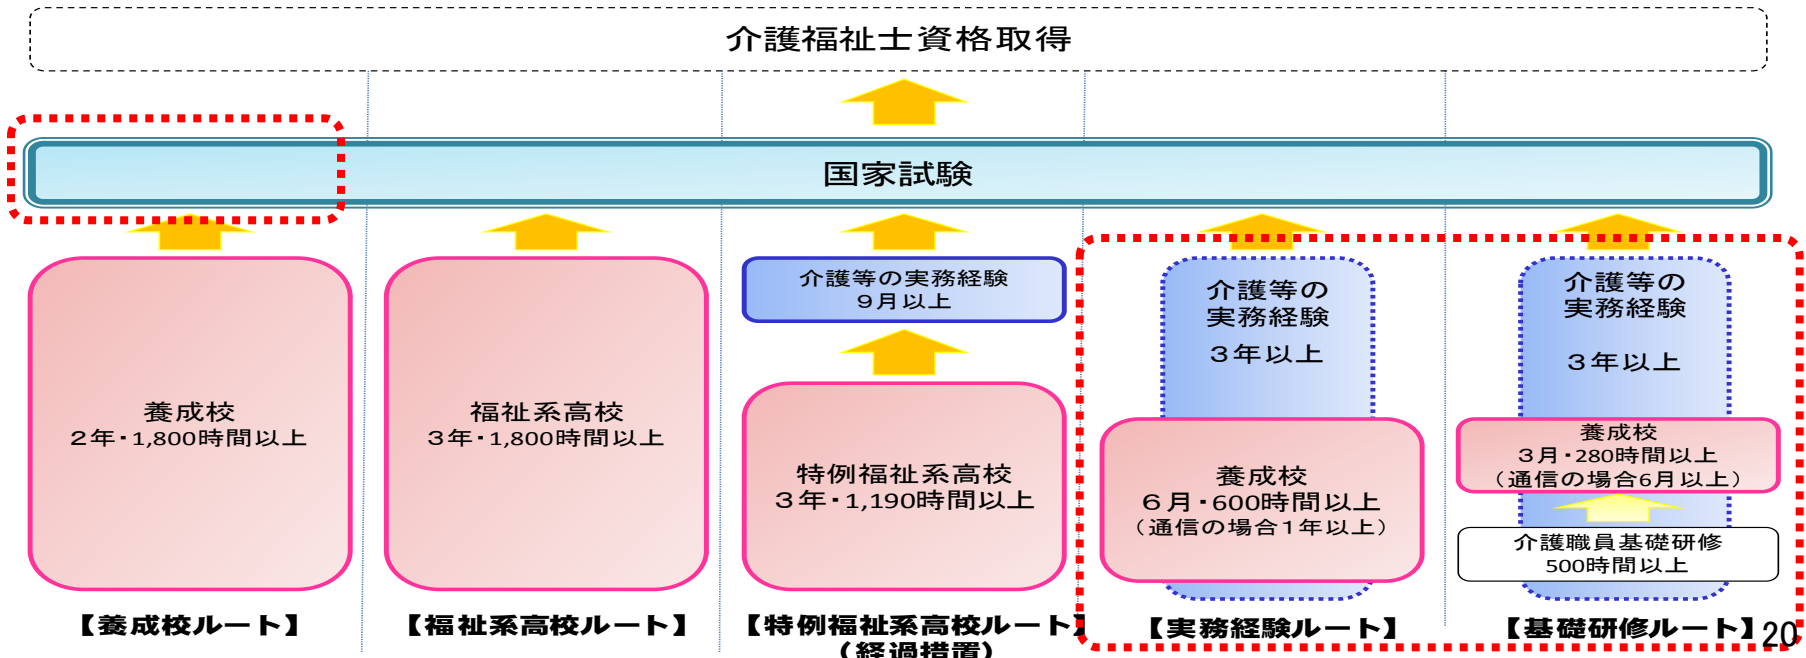 介護福祉士資格取得
国家試験
養成校
２年・1,800時間以上
【養成校ルート】
福祉系高校
３年・1,800時間以上
【福祉系高校ルート】
介護等の実務経験
９月以上
特例福祉系高校
３年・1,190時間以上
【特例福祉系高校ルート】
（経過措置）
介護等の
実務経験
３年以上
養成校
６月・600時間以上
（通信の場合１年以上）
【実務経験ルート】
介護等の
実務経験
３年以上
養成校
３月・280時間以上
（通信の場合6月以上）
介護職員基礎研修
500時間以上
【基礎研修ルート】
20